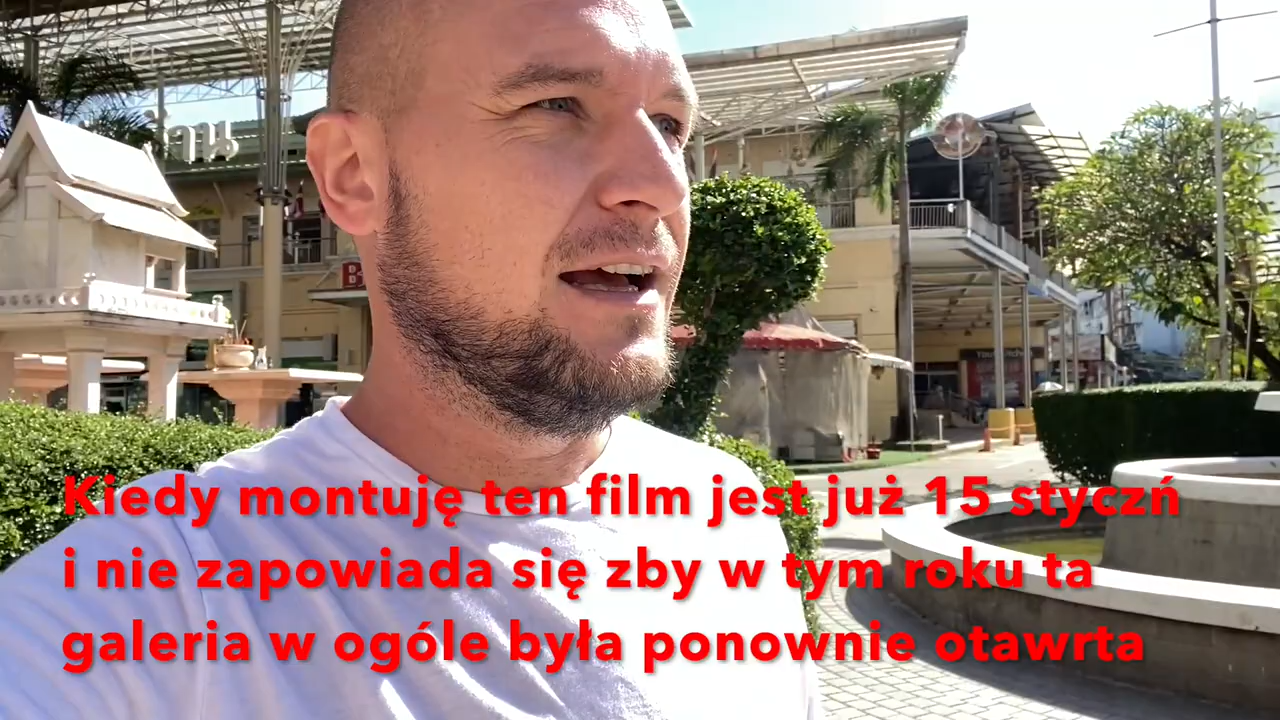 Kiedy montuję ten film jest już 15 styczń
i nie zapowiada się zby w tym roku ta
galeria w ogóle była ponownie otawrta